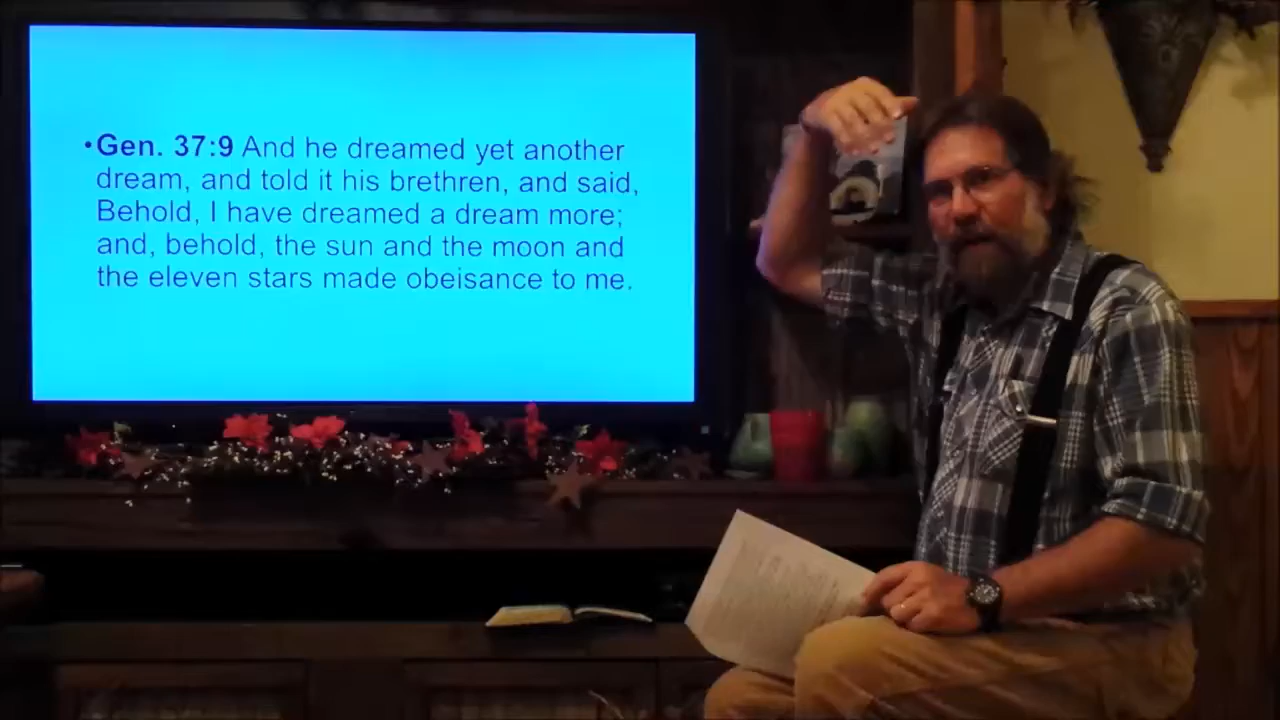 •Gen. 37:9 And he dreamed yet another
dream, and told it his brethren, and said,
Behold, I have dreamed a dream more;
and, behold, the sun and the moon and
the eleven stars made obeisance to me.